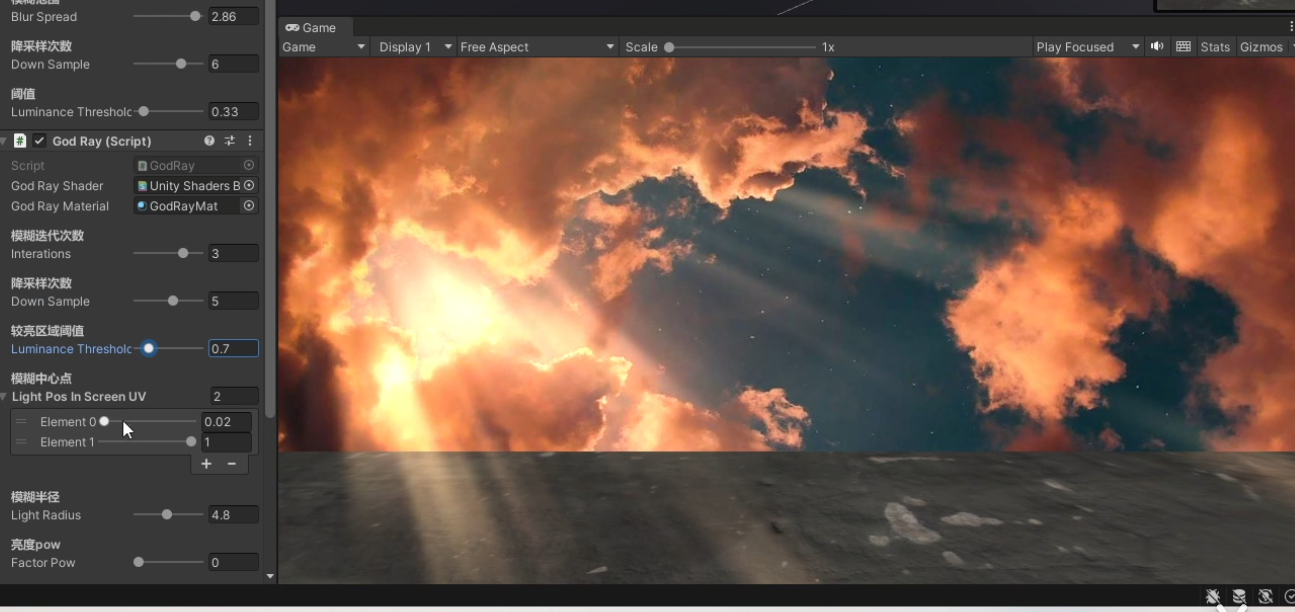 Blur Spread 2.86
降采样次数
Down Sample 6
阈值
Luminance Threshold 0.33
God Ray (Script)
Script GodRay
God Ray Shader Unity Shaders B
God Ray Material GodRayMat
模糊迭代次数
Interations 3
降采样次数
Down Sample 5
较亮区域阈值
Luminance Threshold 0.7
模糊中心点
Light Pos In Screen UV 2
Element 0 0.02
Element 1 1
模糊半径
Light Radius 4.8
亮度pow
Factor Pow 0
Game
Game Display 1 Free Aspect Scale 1x Play Focused Stats Gizmos